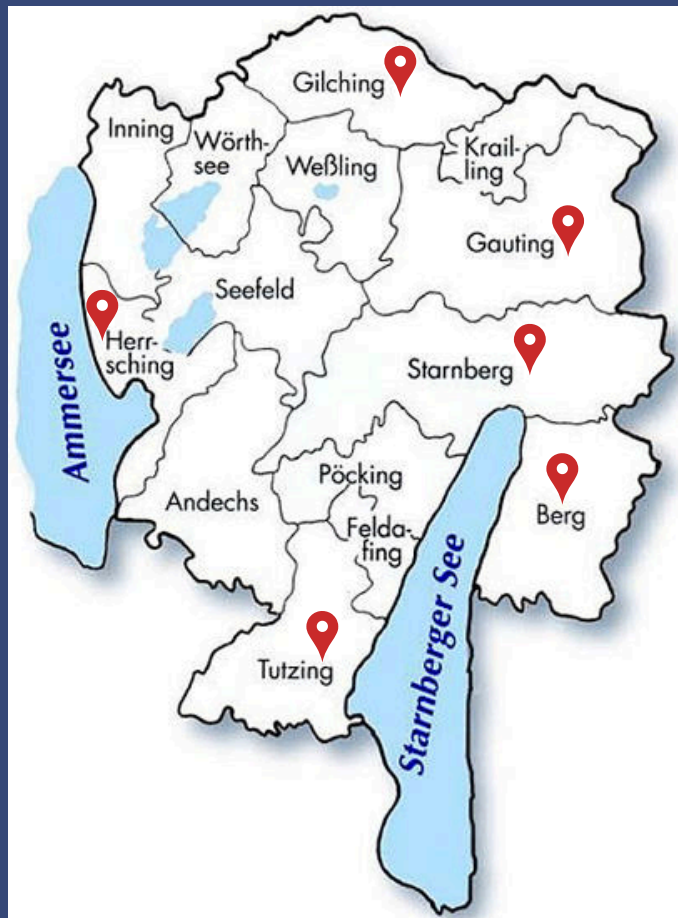 Gilching
Inning
Wörth-
see
Weßling
Krail-
ling
Gauting
Seefeld
Herr-
sching
Ammersee
Starnberg
Andechs
Pöcking
Felda-
fing
Berg
Tutzing
Starnberger See